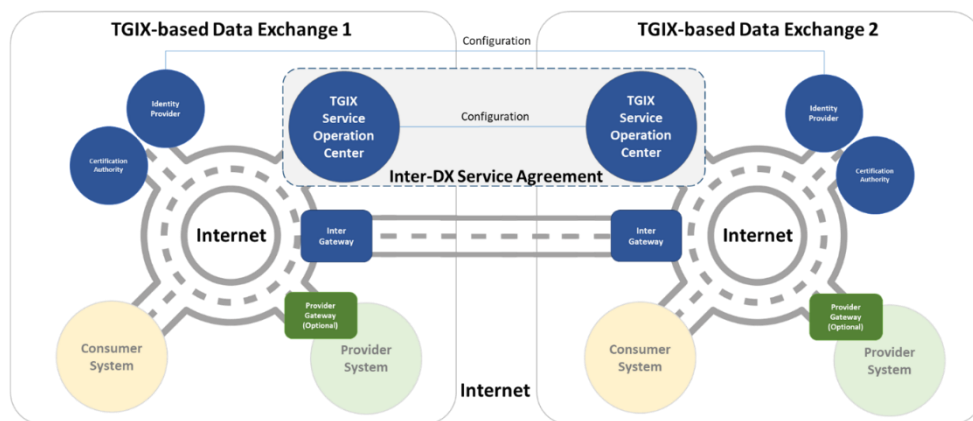 TGIX-based Data Exchange 1
TGIX-based Data Exchange 2
Configuration
Identity
Provider
Certification
Authority
TGIX
Service
Operation
Center
Configuration
TGIX
Service
Operation
Center
Identity
Provider
Certification
Authority
Inter-DX Service Agreement
Internet
Inter
Gateway
Inter
Gateway
Internet
Provider
Gateway
(Optional)
Provider
Gateway
(Optional)
Consumer
System
Provider
System
Internet
Consumer
System
Provider
System